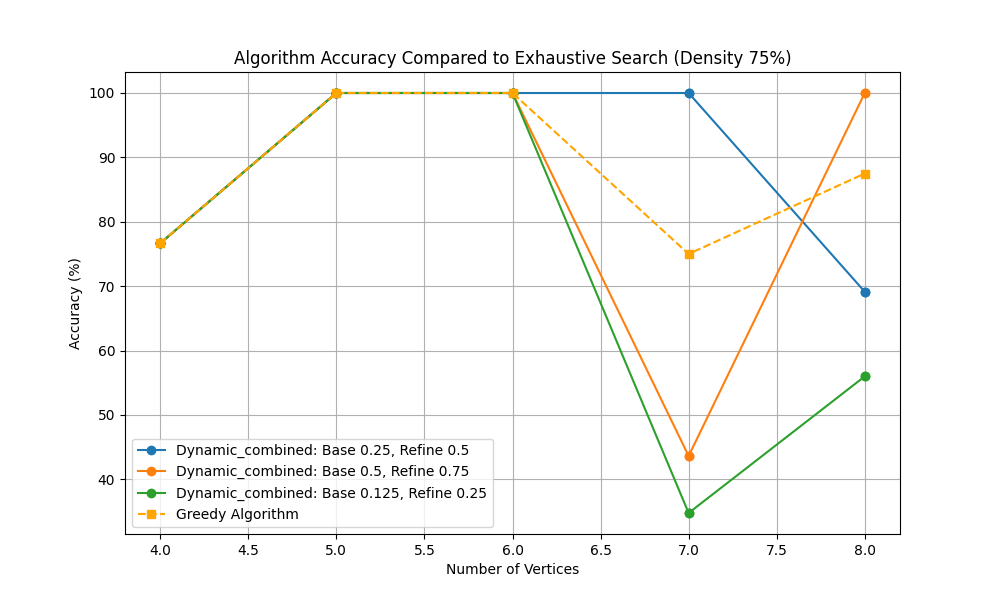 Algorithm Accuracy Compared to Exhaustive Search (Density 75%)
Accuracy (%)
100
90
80
70
60
50
40
Dynamic_combined: Base 0.25, Refine 0.5
Dynamic_combined: Base 0.5, Refine 0.75
Dynamic_combined: Base 0.125, Refine 0.25
Greedy Algorithm
4.0 4.5 5.0 5.5 6.0 6.5 7.0 7.5 8.0
Number of Vertices